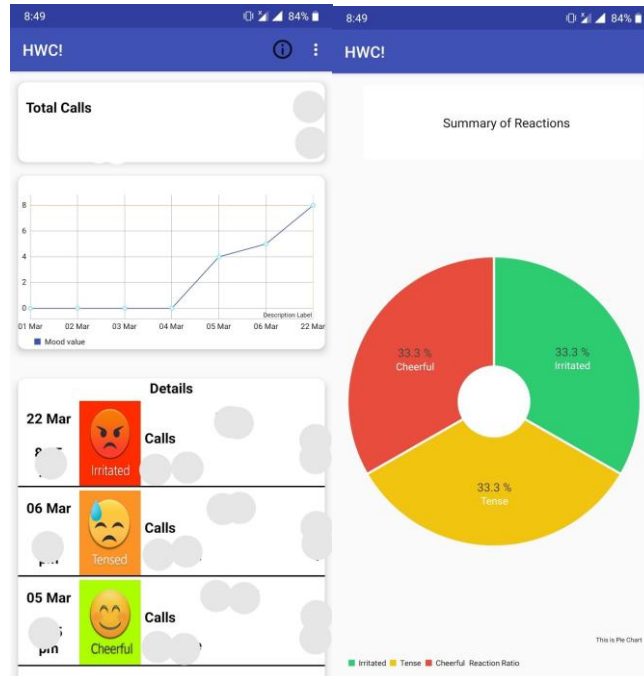 8:49
84%
HWC!
Total Calls
8
6
4
2
0
Description Label
01 Mar 02 Mar 03 Mar 04 Mar 05 Mar 06 Mar 22 Mar
Mood value
Details
22 Mar
Irritated
Calls
06 Mar
Tensed
Calls
pm
05 Mar
Cheerful
Calls
pm
8:49
84%
HWC!
Summary of Reactions
33.3 %
Cheerful
33.3 %
Irritated
33.3 %
Tense
This is Pie Chart
Irritated Tense Cheerful Reaction Ratio